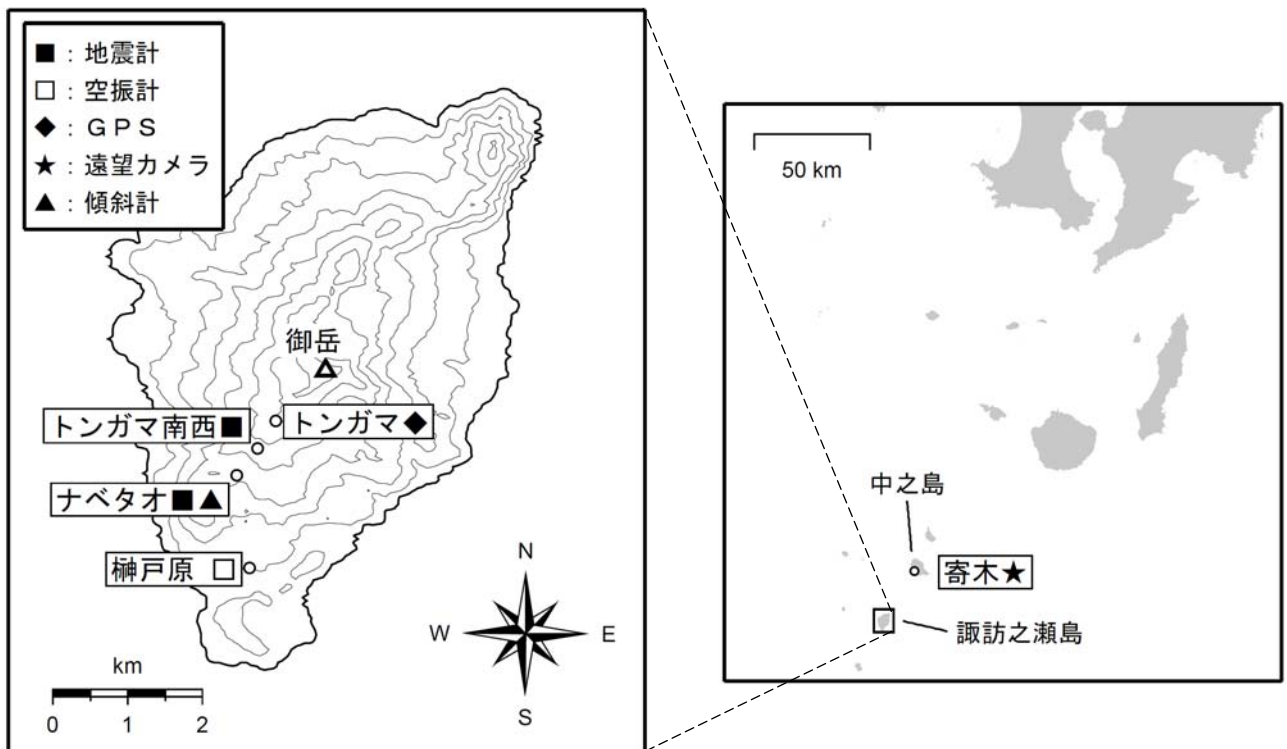 ■：地震計
□：空振計
◆：ＧＰＳ
★：遠望カメラ
▲：傾斜計
御岳
トンガマ南西■
トンガマ◆
ナベタオ■▲
榊戸原 □
km
0 1 2
N
W E
S
50 km
中之島
寄木★
諏訪之瀬島